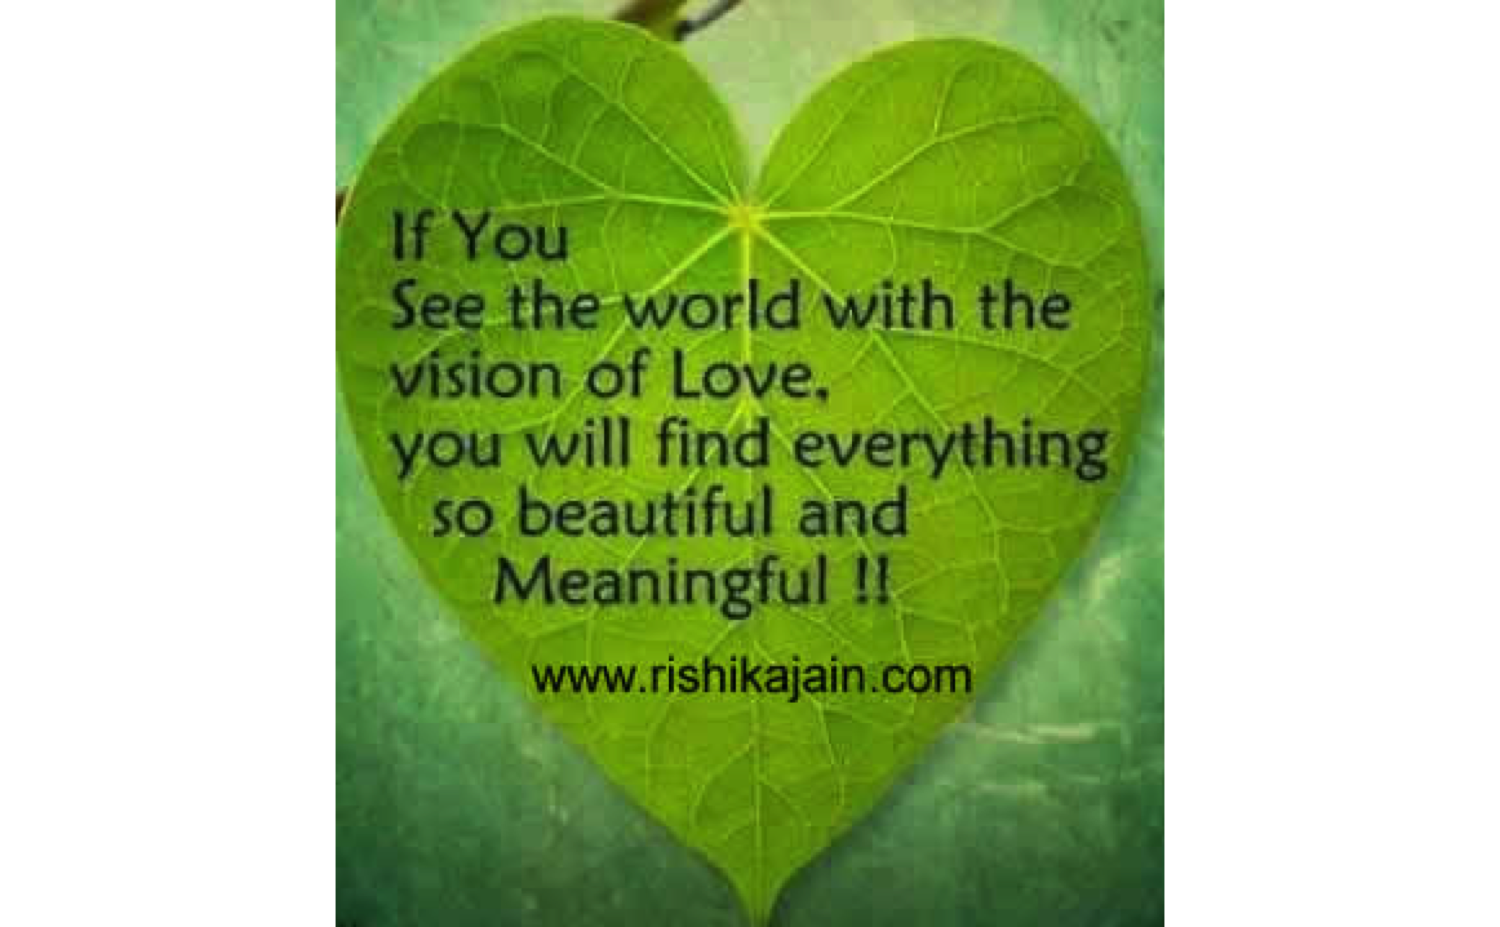 If You
See the world with the
vision of Love,
you will find everything
so beautiful and
Meaningful !!
www.rishikajain.com